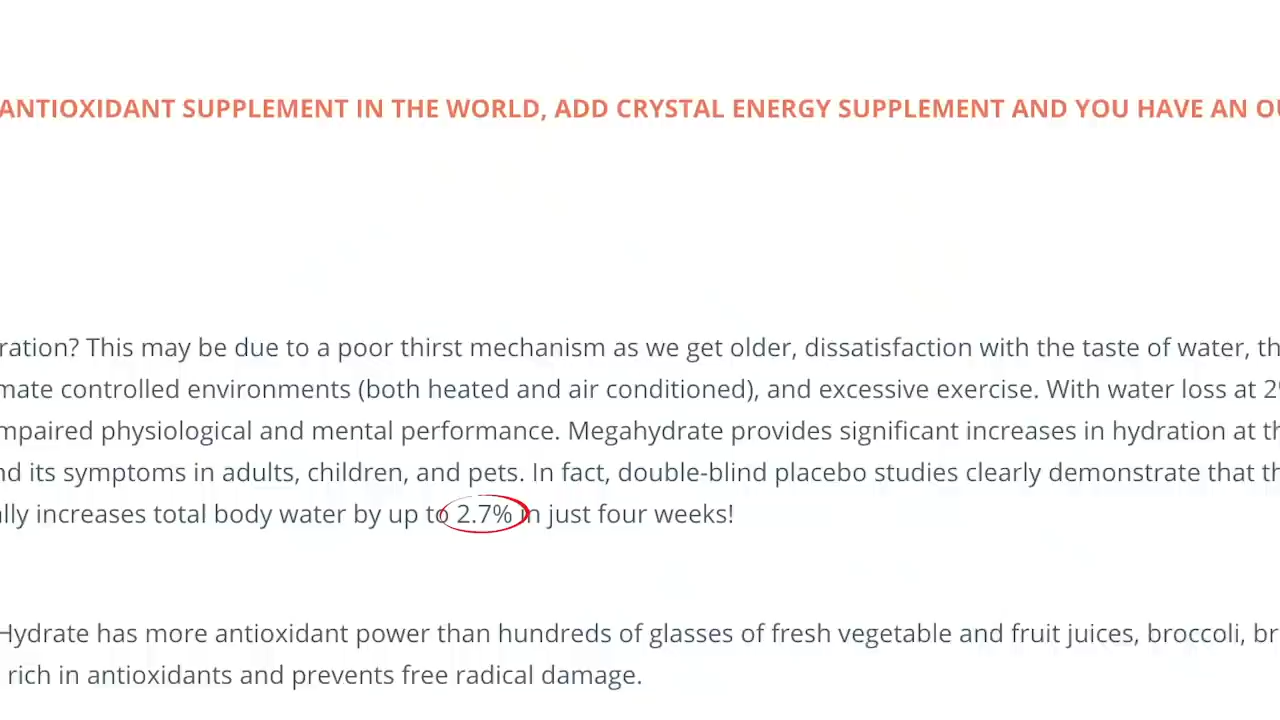 ANTIOXIDANT SUPPLEMENT IN THE WORLD, ADD CRYSTAL ENERGY SUPPLEMENT AND YOU HAVE AN
ration? This may be due to a poor thirst mechanism as we get older, dissatisfaction with the taste of water,
mate controlled environments (both heated and air conditioned), and excessive exercise. With water loss at
mpaired physiological and mental performance. Megahydrate provides significant increases in hydration at
nd its symptoms in adults, children, and pets. In fact, double-blind placebo studies clearly demonstrate that
ally increases total body water by up to 2.7% in just four weeks!
Hydrate has more antioxidant power than hundreds of glasses of fresh vegetable and fruit juices, broccoli,
rich in antioxidants and prevents free radical damage.